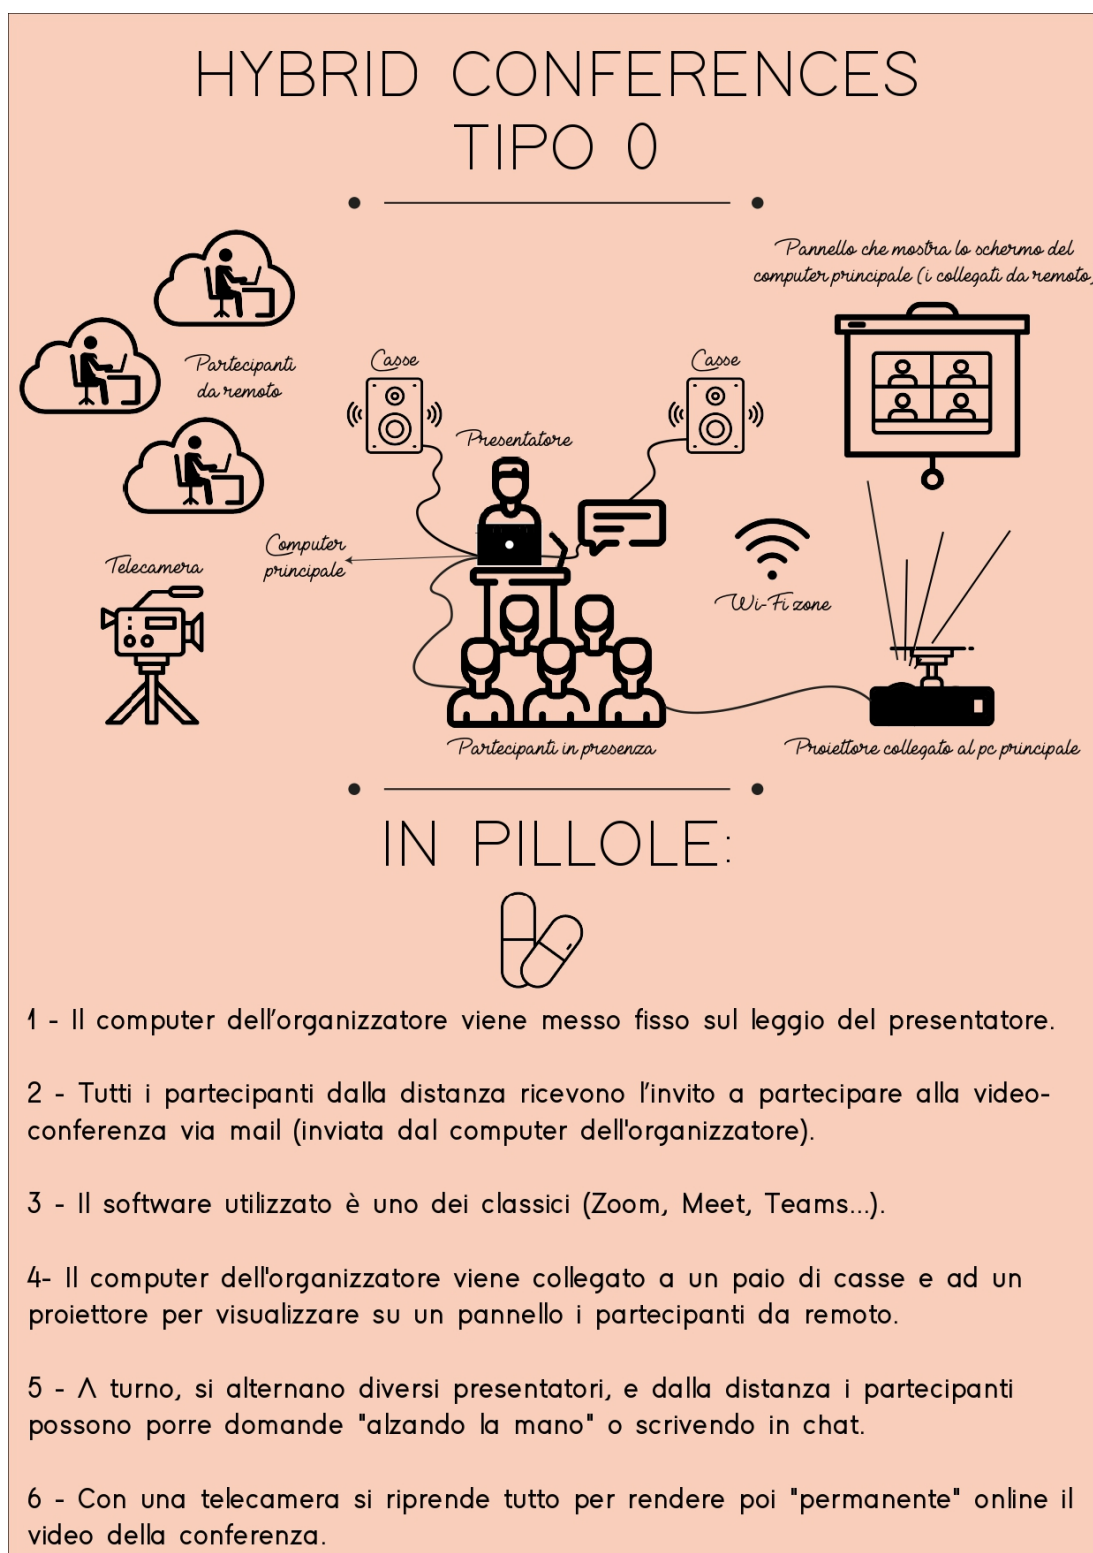 HYBRID CONFERENCES
TIPO 0
Pannello che mostra lo schermo del
computer principale (i collegati da remoto)
Partecipanti
da remoto
Casse
Casse
Presentatore
Computer
principale
Telecamera
Wi-Fi zone
Partecipanti in presenza
Proiettore collegato al pc principale
IN PILLOLE:
1 - Il computer dell'organizzatore viene messo fisso sul leggio del presentatore.
2 - Tutti i partecipanti dalla distanza ricevono l'invito a partecipare alla video-
conferenza via mail (inviata dal computer dell'organizzatore).
3 - Il software utilizzato è uno dei classici (Zoom, Meet, Teams...).
4- Il computer dell'organizzatore viene collegato a un paio di casse e ad un
proiettore per visualizzare su un pannello i partecipanti da remoto.
5 - A turno, si alternano diversi presentatori, e dalla distanza i partecipanti
possono porre domande "alzando la mano" o scrivendo in chat.
6 - Con una telecamera si riprende tutto per rendere poi "permanente" online il
video della conferenza.